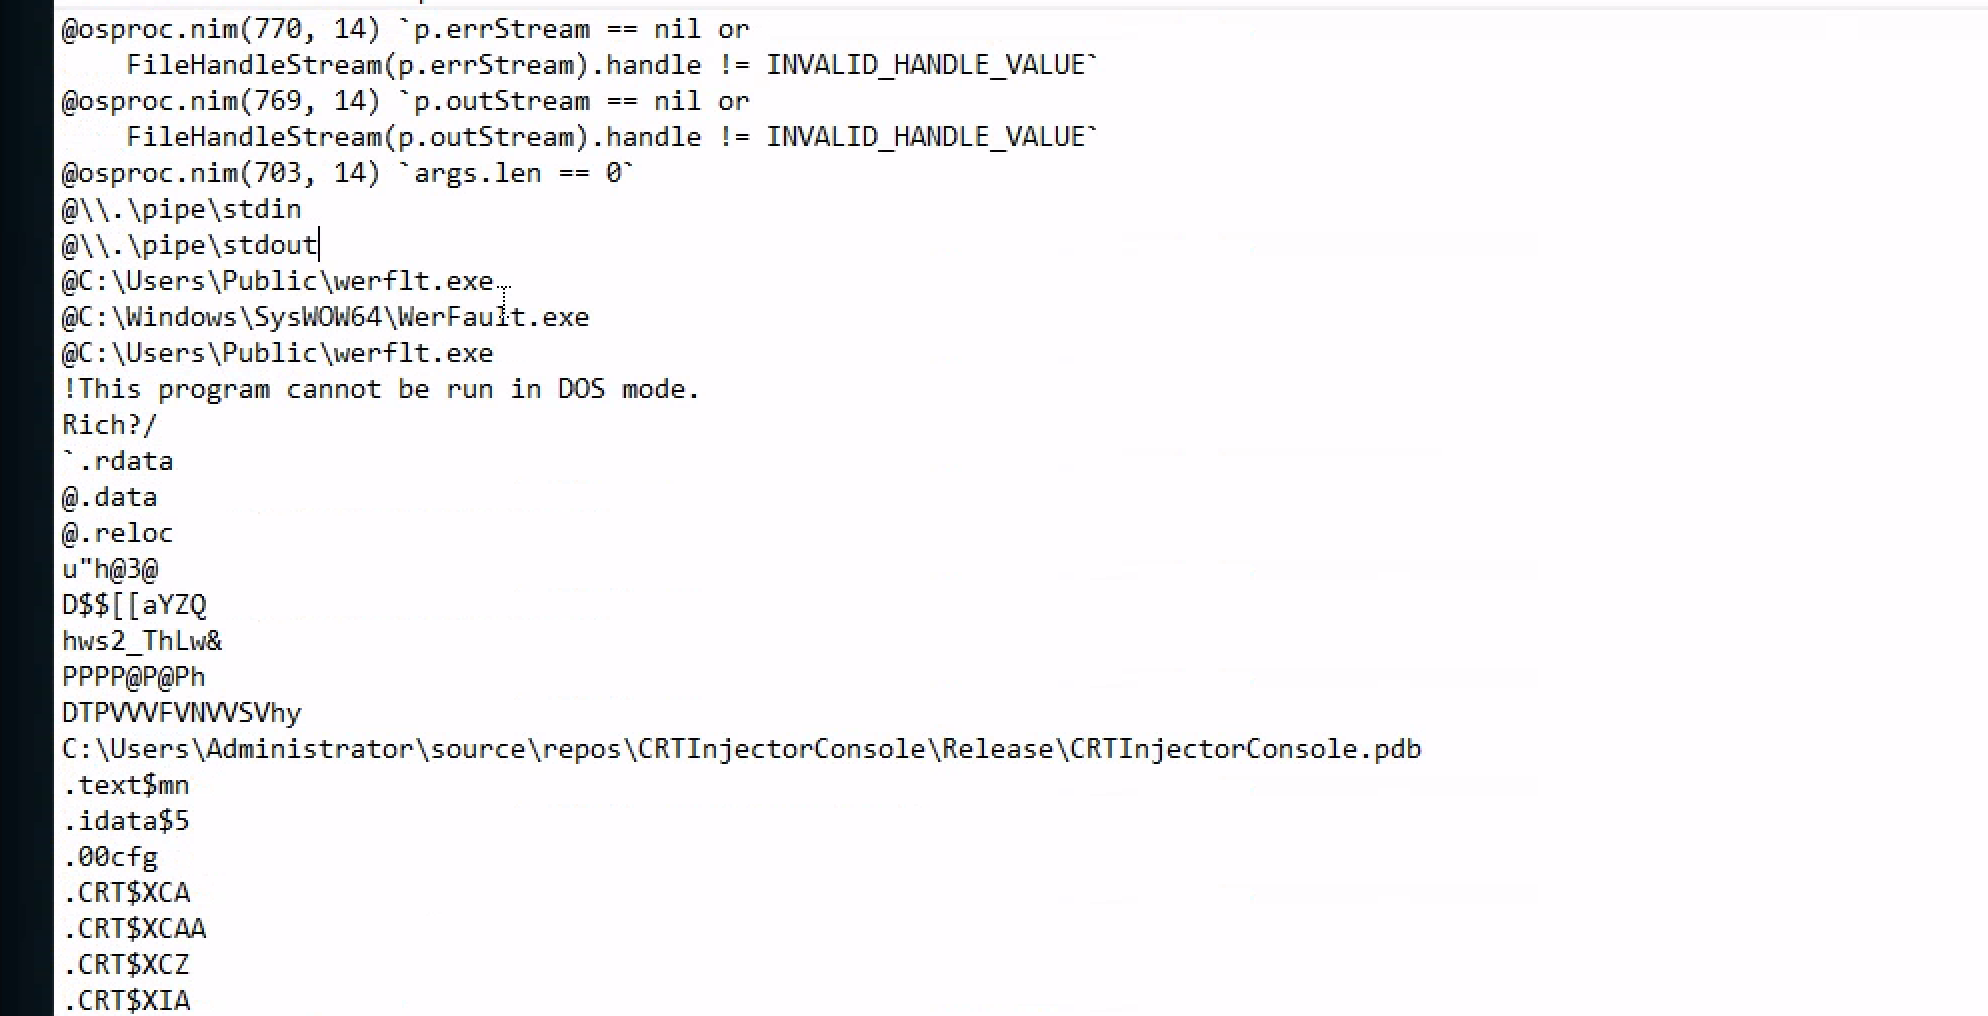 @osproc.nim(770, 14) `p.errStream == nil or
FileHandleStream(p.errStream).handle != INVALID_HANDLE_VALUE`
@osproc.nim(769, 14) `p.outStream == nil or
FileHandleStream(p.outStream).handle != INVALID_HANDLE_VALUE`
@osproc.nim(703, 14) `args.len == 0`
@\\.\pipe\stdin
@\\.\pipe\stdout
@C:\Users\Public\werflt.exe
@C:\Windows\SysWOW64\WerFault.exe
@C:\Users\Public\werflt.exe
!This program cannot be run in DOS mode.
Rich?/
`.rdata
@.data
@.reloc
u"h@3@
D$$[[aYZQ
hws2_ThLw&
PPPP@P@Ph
DTPVVVFVNVVSVhy
C:\Users\Administrator\source\repos\CRTInjectorConsole\Release\CRTInjectorConsole.pdb
.text$mn
.idata$5
.00cfg
.CRT$XCA
.CRT$XCAA
.CRT$XCZ
.CRT$XIA